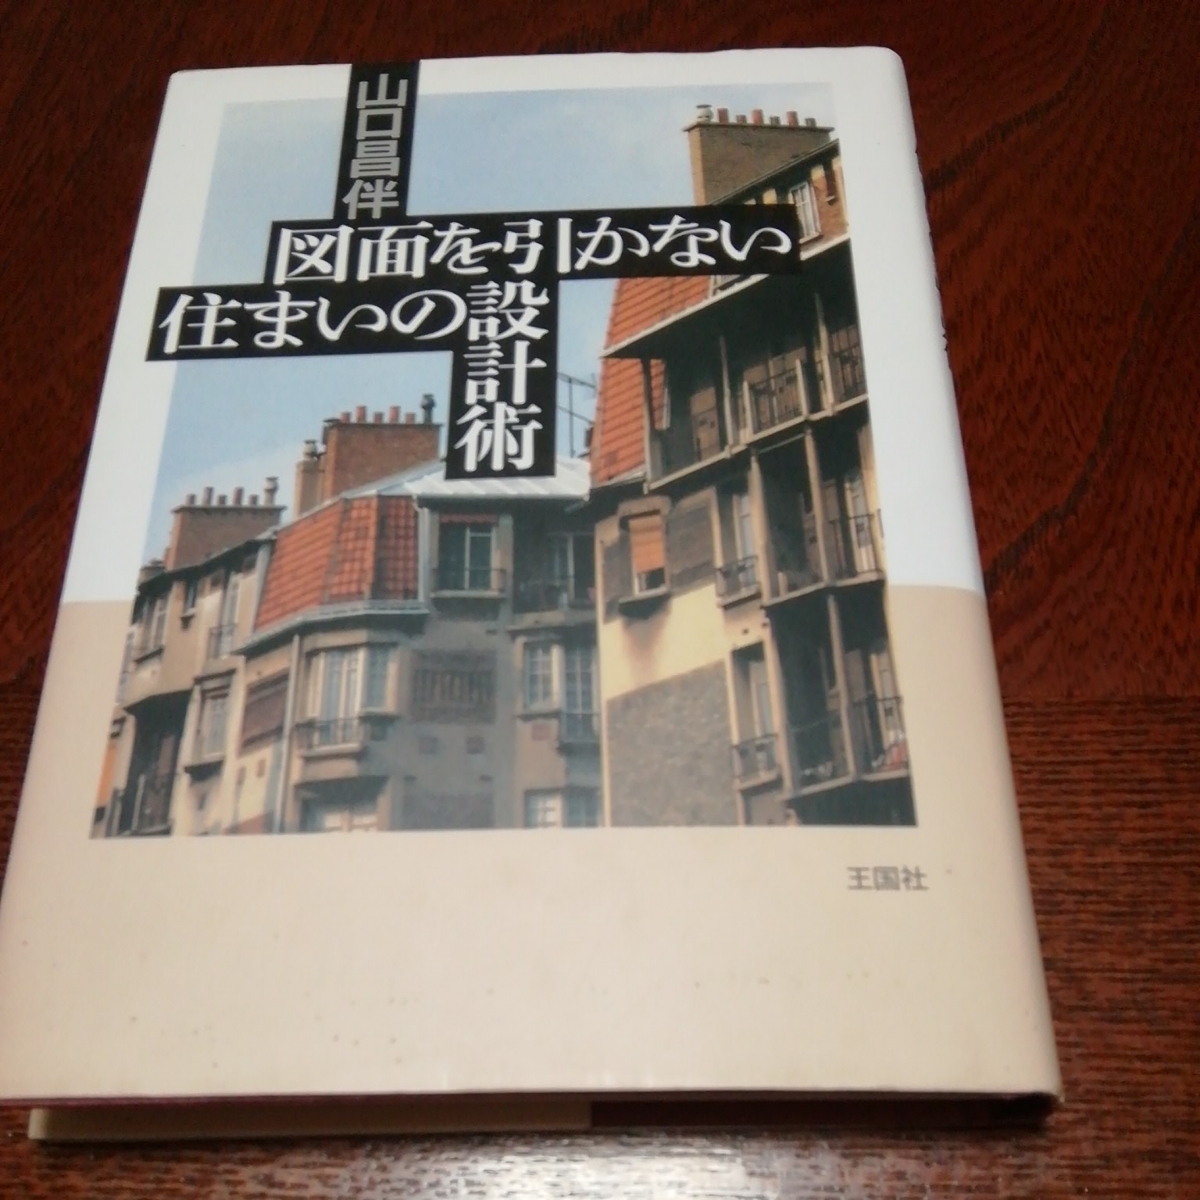 山口昌伴
図面を引かない
住まいの設計術
王国社